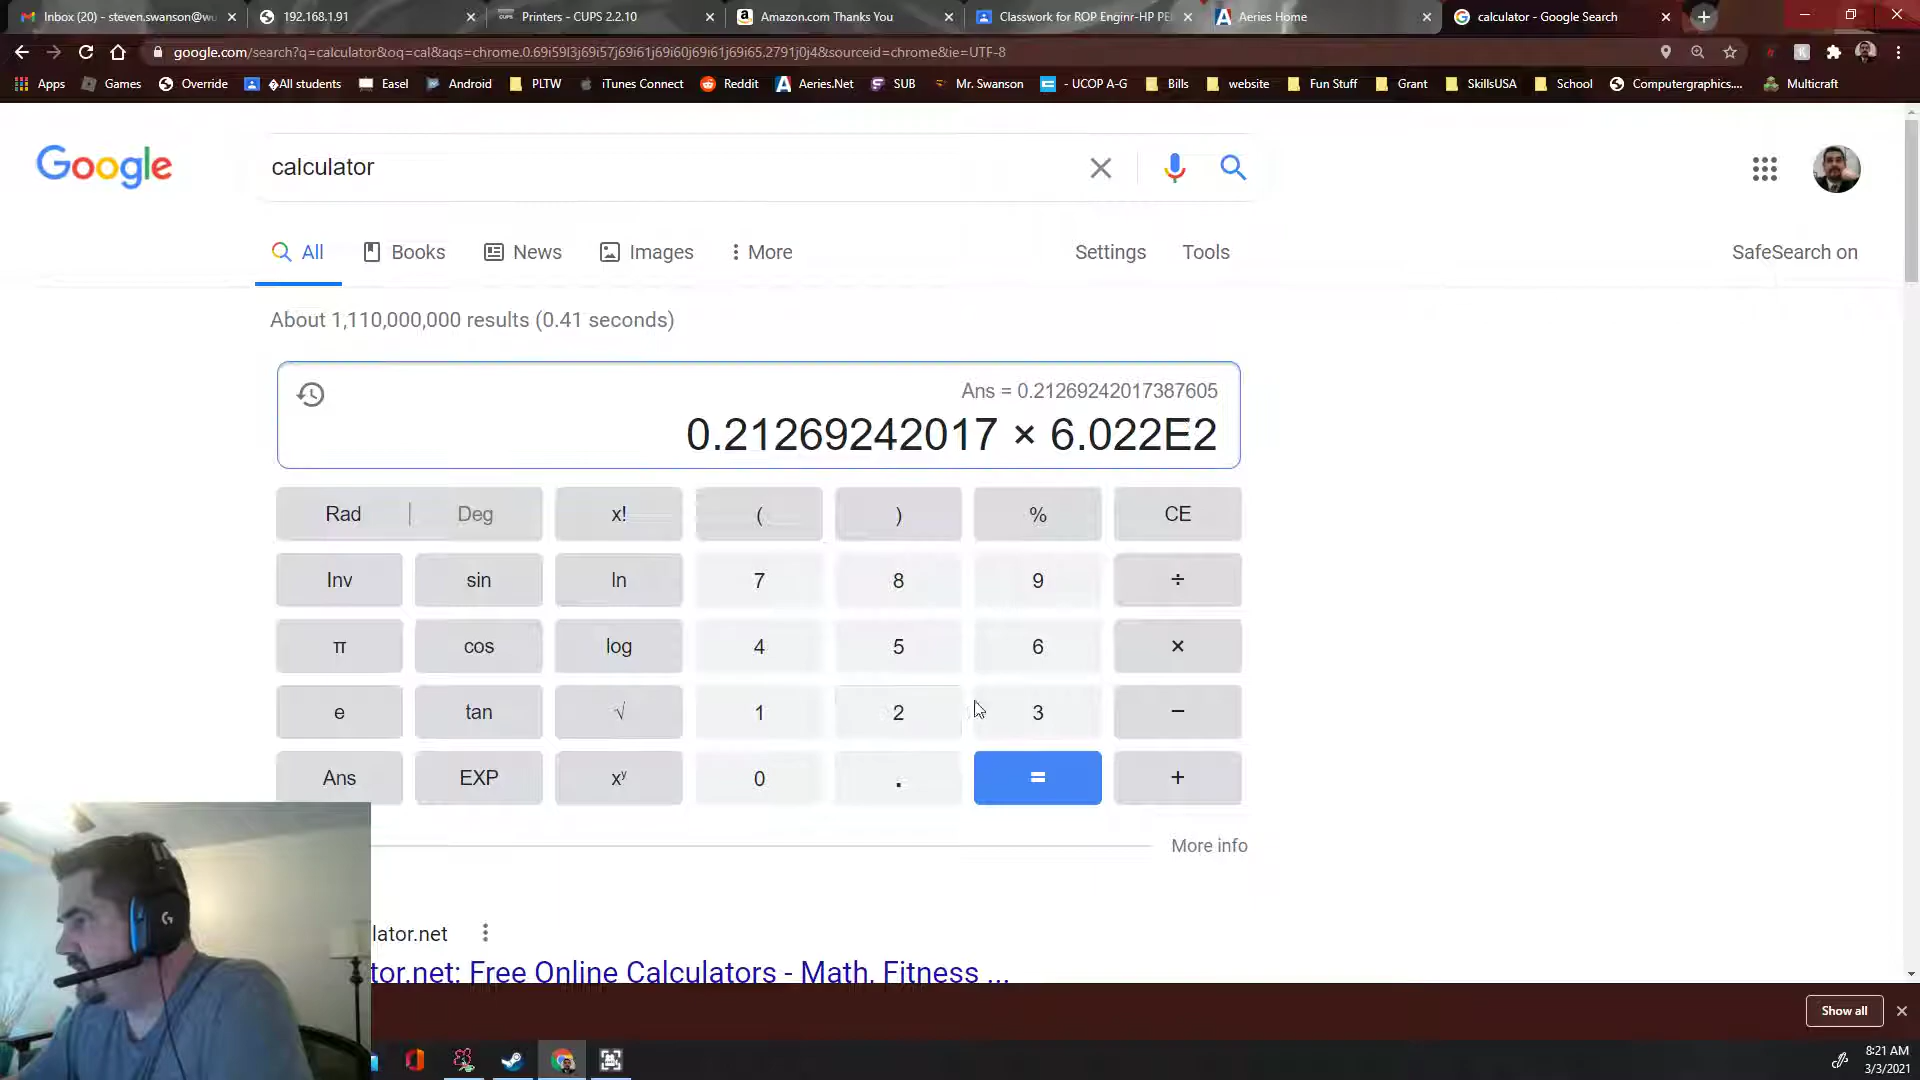 Inbox (20) - steven.swanson@wu
192.168.1.91
CUPS Printers - CUPS 2.2.10
Amazon.com Thanks You
Classwork for ROP Enginr-HP PE
Aeries Home
calculator - Google Search
google.com/search?q=calculator&oq=cal&aqs=chrome.0.69i59l3j69i57j69i61j69i60j69i61j69i65.2791j0j4&sourceid=chrome&ie=UTF-8
Apps Games Override �All students Easel Android PLTW iTunes Connect Reddit Aeries.Net SUB Mr. Swanson - UCOP A-G Bills website Fun Stuff Grant SkillsUSA School Computergraphics.... Multicraft
Google
calculator
All Books News Images More Settings Tools SafeSearch on
About 1,110,000,000 results (0.41 seconds)
Ans = 0.21269242017387605
0.21269242017 × 6.022E2
Rad | Deg x! ( ) % CE
Inv sin ln 7 8 9 ÷
π cos log 4 5 6 ×
e tan √ 1 2 3 −
Ans EXP xʸ 0 . = +
More info
lator.net
tor.net: Free Online Calculators - Math, Fitness ...
Show all
8:21 AM
3/3/2021